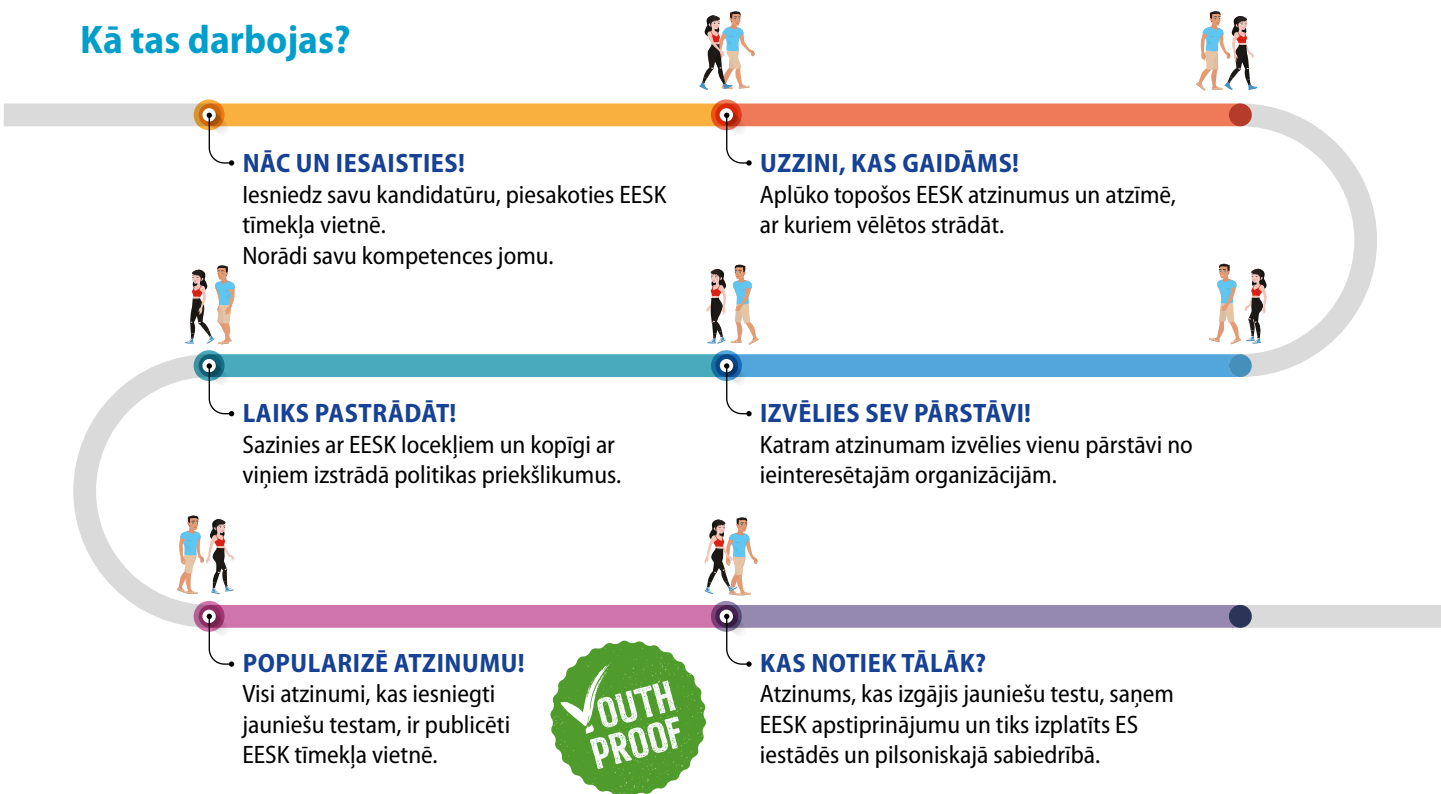 Kā tas darbojas?
NĀC UN IESAISTIES!
Iesniedz savu kandidatūru, piesakoties EESK
tīmekļa vietnē.
Norādi savu kompetences jomu.
UZZINI, KAS GAIDĀMS!
Aplūko topošos EESK atzinumus un atzīmē,
ar kuriem vēlētos strādāt.
IZVĒLIES SEV PĀRSTĀVI!
Katram atzinumam izvēlies vienu pārstāvi no
ieinteresētajām organizācijām.
LAIKS PASTRĀDĀT!
Sazinies ar EESK locekļiem un kopīgi ar
viņiem izstrādā politikas priekšlikumus.
POPULARIZĒ ATZINUMU!
Visi atzinumi, kas iesniegti
jauniešu testam, ir publicēti
EESK tīmekļa vietnē.
YOUTH
PROOF
KAS NOTIEK TĀLĀK?
Atzinums, kas izgājis jauniešu testu, saņem
EESK apstiprinājumu un tiks izplatīts ES
iestādēs un pilsoniskajā sabiedrībā.